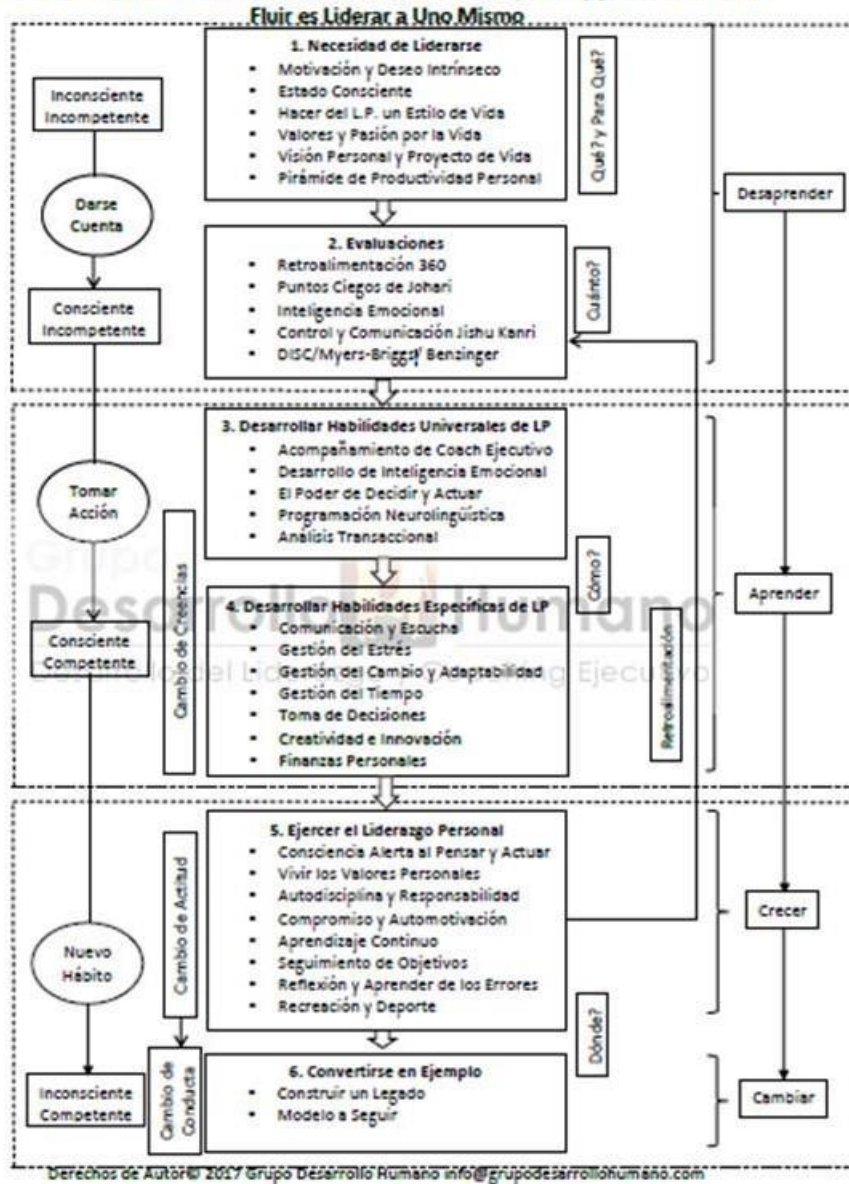 Fluir es Liderar a Uno Mismo
1. Necesidad de Liderarse
▪ Motivación y Deseo Intrínseco
▪ Estado Consciente
▪ Hacer del L.P. un Estilo de Vida
▪ Valores y Pasión por la Vida
▪ Visión Personal y Proyecto de Vida
▪ Pirámide de Productividad Personal
Qué? y Para Qué?
Inconsciente
Incompetente
Darse
Cuenta
Consciente
Incompetente
Desaprender
2. Evaluaciones
▪ Retroalimentación 360
▪ Puntos Ciegos de Johari
▪ Inteligencia Emocional
▪ Control y Comunicación Jishu Kanri
▪ DISC/Myers-Briggs/ Benzinger
Cuánto?
3. Desarrollar Habilidades Universales de LP
▪ Acompañamiento de Coach Ejecutivo
▪ Desarrollo de Inteligencia Emocional
▪ El Poder de Decidir y Actuar
▪ Programación Neurolingüística
▪ Análisis Transaccional
Tomar
Acción
Cambio de Creencias
Cómo?
Aprender
Grupo
Desarrollo Humano
Desarrollo del Liderazgo y Coaching Ejecutivo
4. Desarrollar Habilidades Específicas de LP
▪ Comunicación y Escucha
▪ Gestión del Estrés
▪ Gestión del Cambio y Adaptabilidad
▪ Gestión del Tiempo
▪ Toma de Decisiones
▪ Creatividad e Innovación
▪ Finanzas Personales
Consciente
Competente
Retroalimentación
5. Ejercer el Liderazgo Personal
▪ Consciencia Alerta al Pensar y Actuar
▪ Vivir los Valores Personales
▪ Autodisciplina y Responsabilidad
▪ Compromiso y Automotivación
▪ Aprendizaje Continuo
▪ Seguimiento de Objetivos
▪ Reflexión y Aprender de los Errores
▪ Recreación y Deporte
Cambio de Actitud
Nuevo
Hábito
Crecer
Dónde?
6. Convertirse en Ejemplo
▪ Construir un Legado
▪ Modelo a Seguir
Cambio de
Conducta
Inconsciente
Competente
Cambiar
Derechos de Autor© 2017 Grupo Desarrollo Humano info@grupodesarrollohumano.com